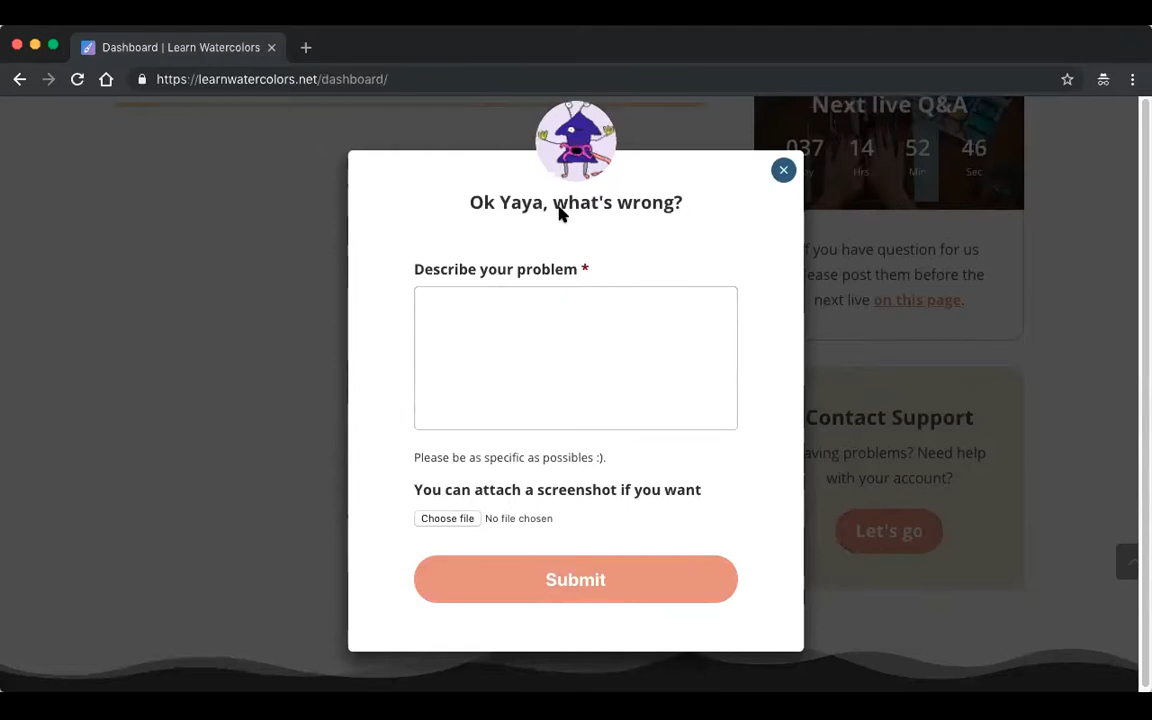 Dashboard | Learn Watercolors
https://learnwatercolors.net/dashboard/
Next live Q&A
037 14 52 46
Hrs Min Sec
Ok Yaya, what's wrong?
Describe your problem *
f you have question for us
lease post them before the
next live on this page.
Please be as specific as possibles :).
You can attach a screenshot if you want
Choose file No file chosen
Submit
Contact Support
aving problems? Need help
with your account?
Let's go